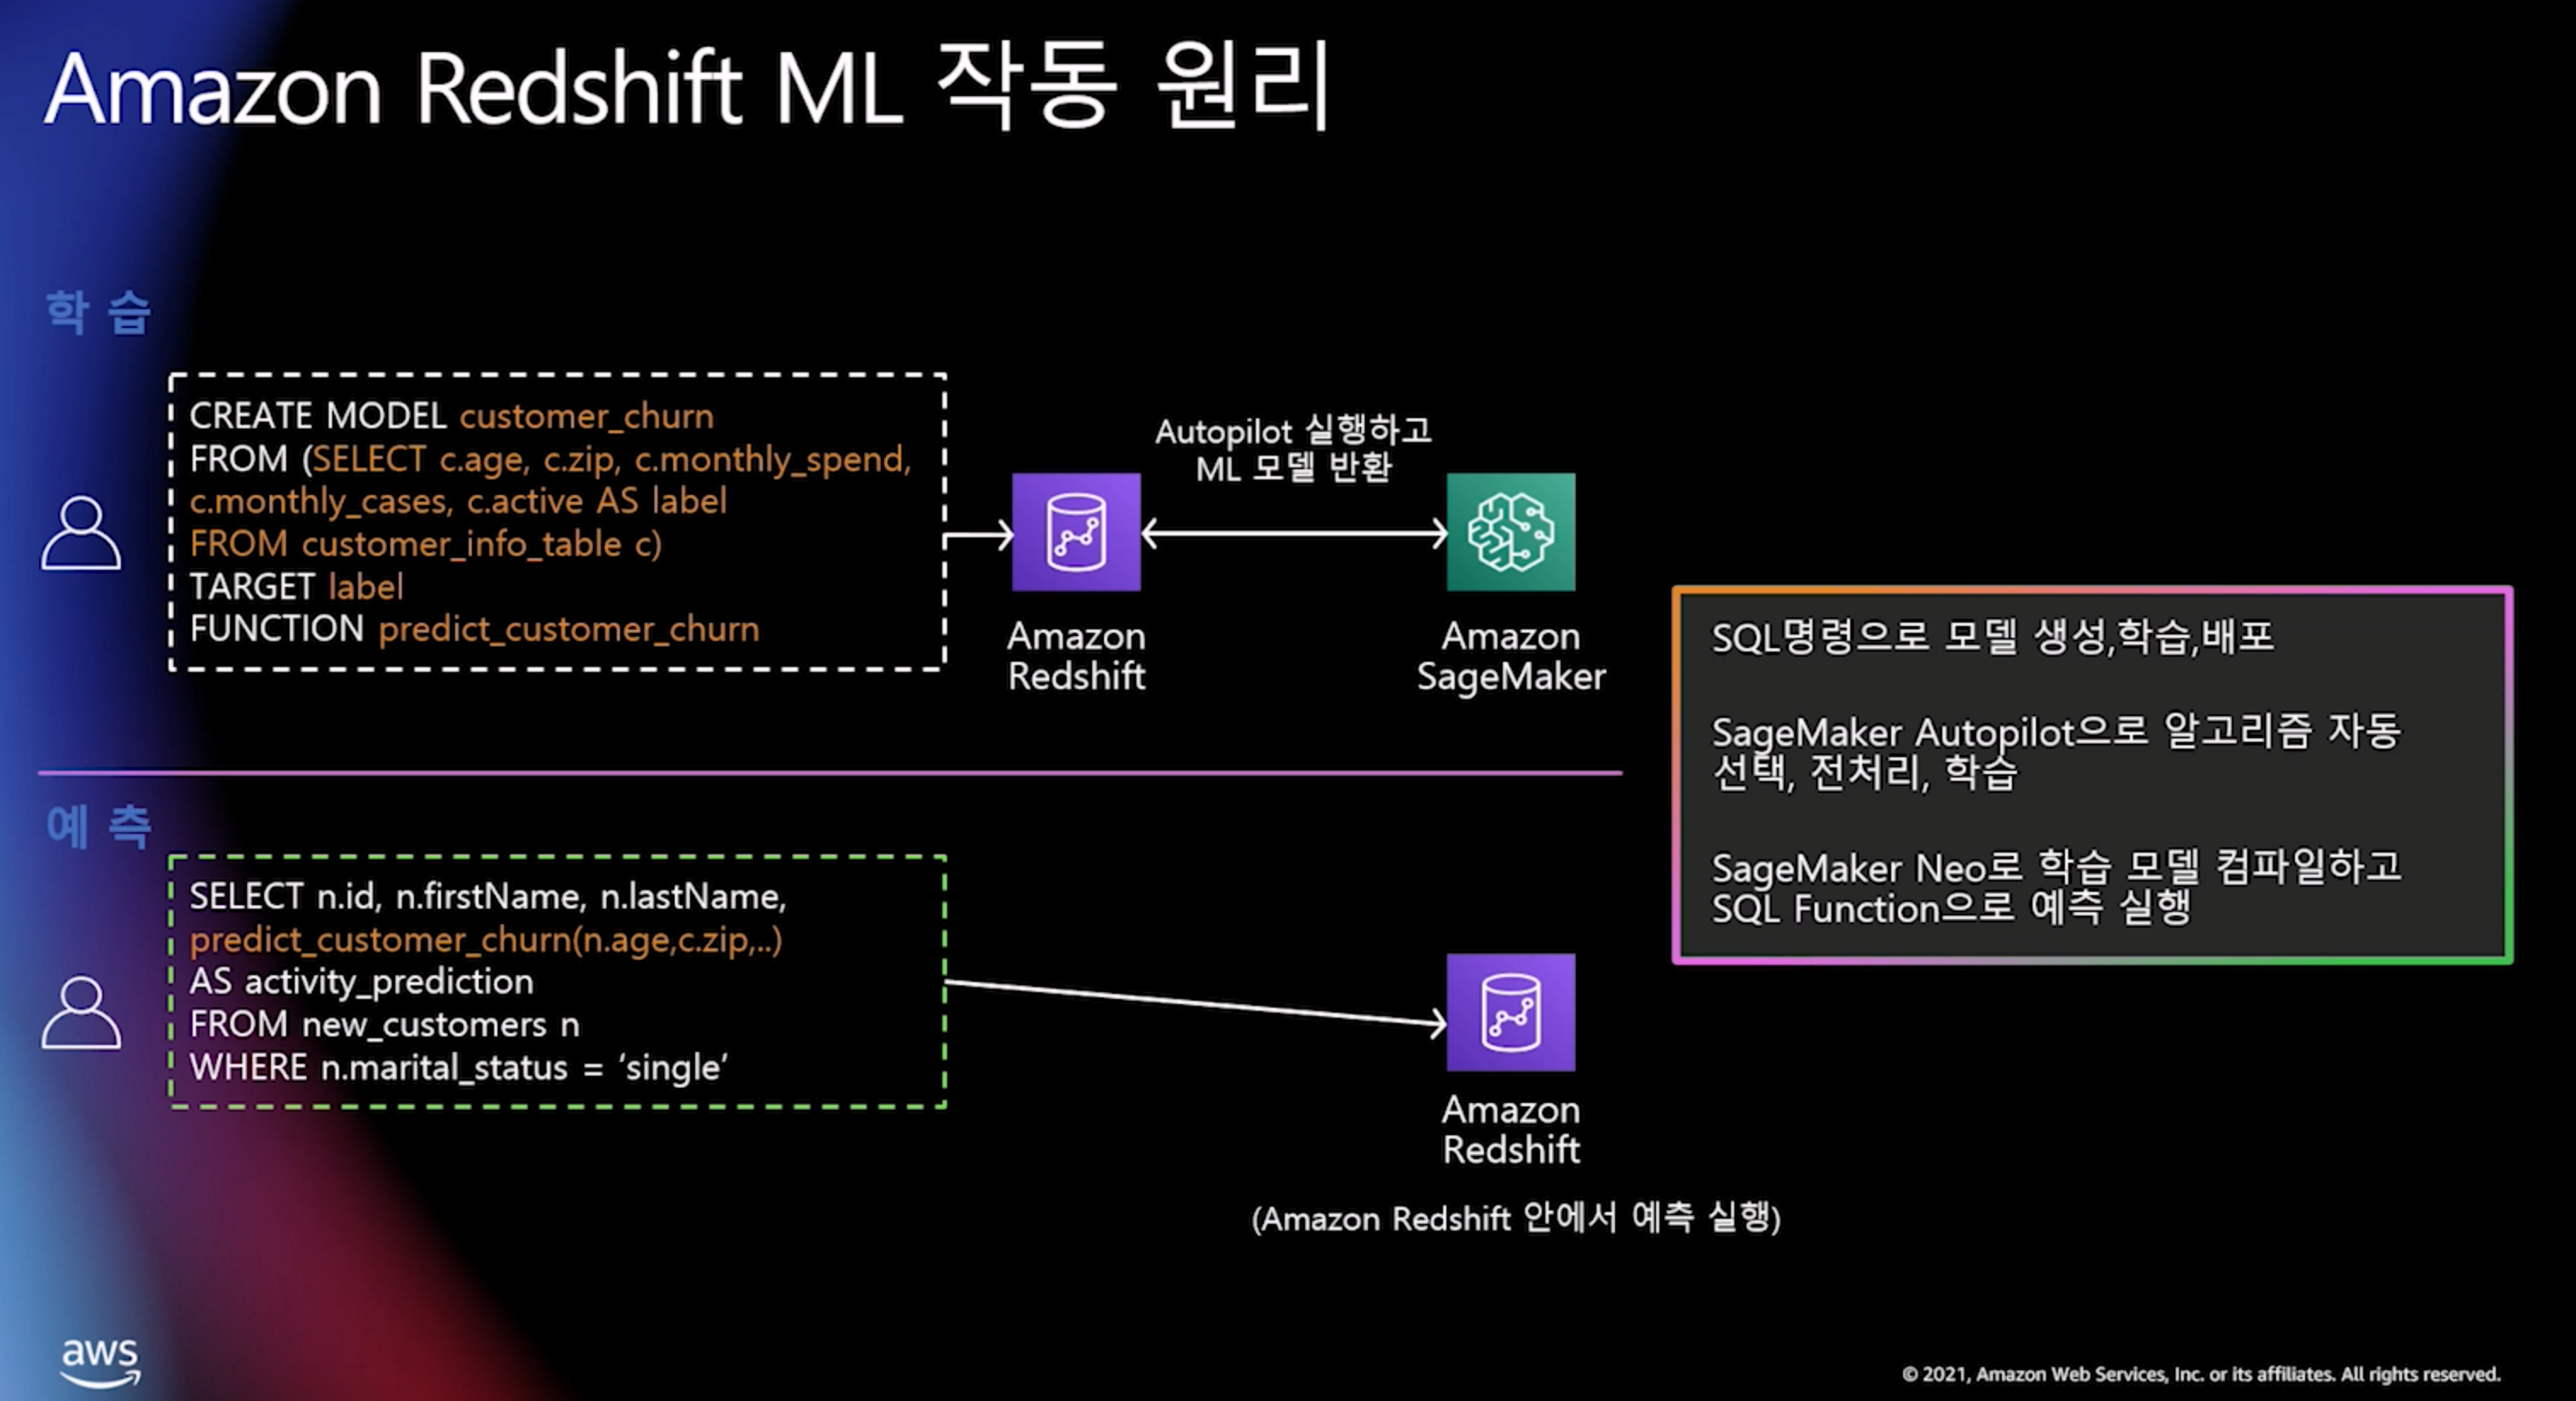 Amazon Redshift ML 작동 원리
학 습
CREATE MODEL customer_churn
FROM (SELECT c.age, c.zip, c.monthly_spend,
c.monthly_cases, c.active AS label
FROM customer_info_table c)
TARGET label
FUNCTION predict_customer_churn
Autopilot 실행하고
ML 모델 반환
Amazon
Redshift
Amazon
SageMaker
SQL명령으로 모델 생성,학습,배포
SageMaker Autopilot으로 알고리즘 자동
선택, 전처리, 학습
SageMaker Neo로 학습 모델 컴파일하고
SQL Function으로 예측 실행
예 측
SELECT n.id, n.firstName, n.lastName,
predict_customer_churn(n.age,c.zip,..)
AS activity_prediction
FROM new_customers n
WHERE n.marital_status = ‘single’
Amazon
Redshift
(Amazon Redshift 안에서 예측 실행)
aws
© 2021, Amazon Web Services, Inc. or its affiliates. All rights reserved.